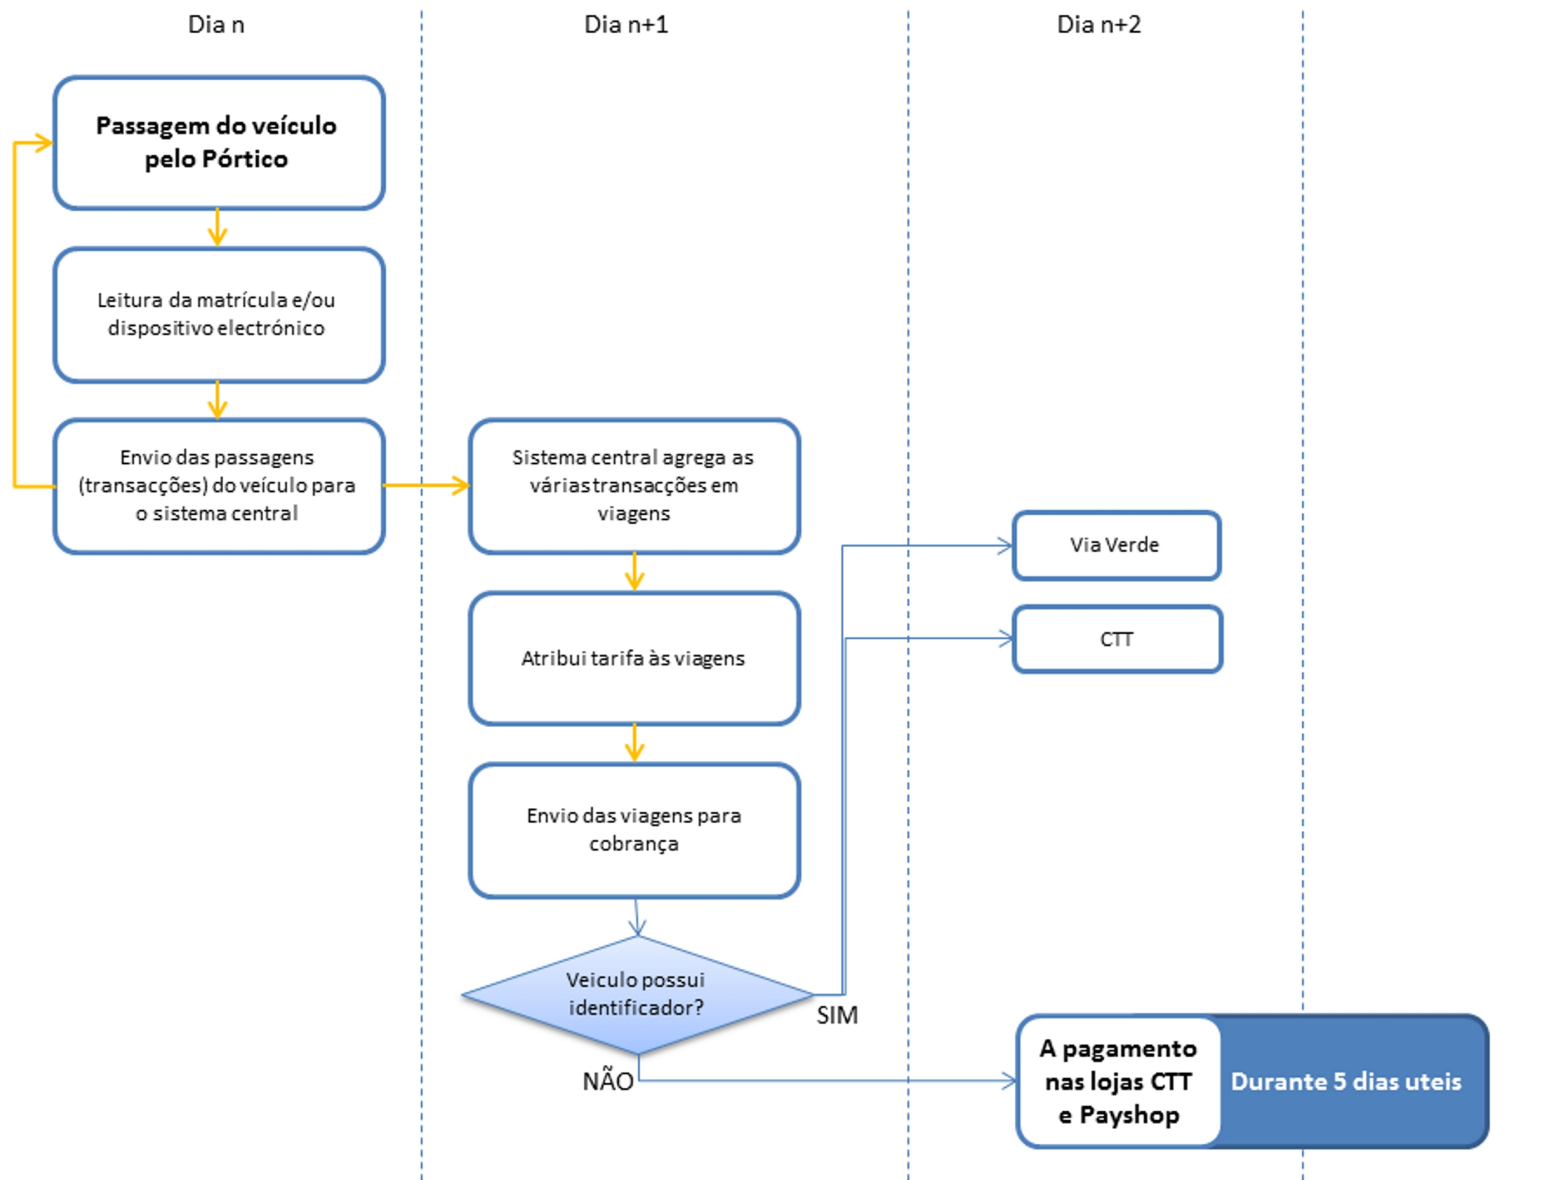 Dia n
Dia n+1
Dia n+2
Passagem do veículo
pelo Pórtico
Leitura da matrícula e/ou
dispositivo electrónico
Envio das passagens
(transacções) do veículo para
o sistema central
Sistema central agrega as
várias transacções em
viagens
Atribui tarifa às viagens
Envio das viagens para
cobrança
Veiculo possui
identificador?
SIM
NÃO
Via Verde
CTT
A pagamento
nas lojas CTT
e Payshop
Durante 5 dias uteis